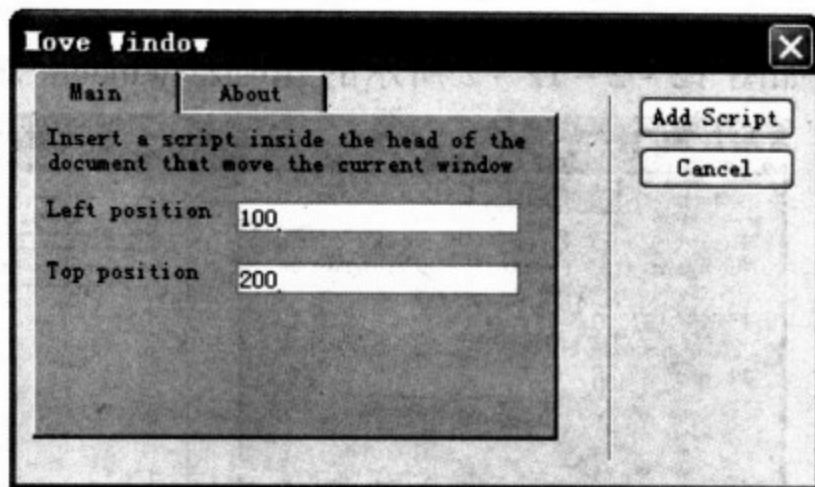 Move Window
Main
About
Insert a script inside the head of the
document that move the current window
Left position
100
Top position
200
Add Script
Cancel